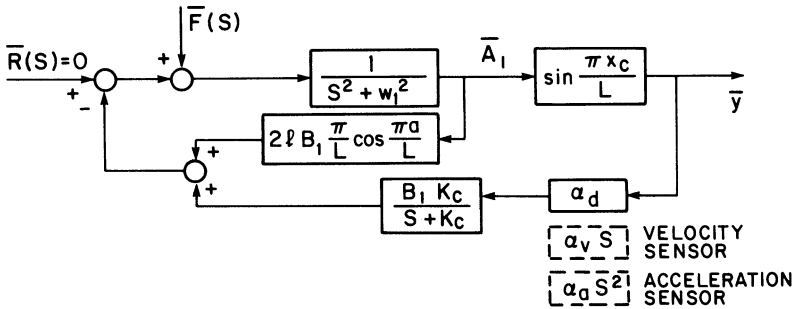 F̅(S)
R̅(S)=0
+
+
-
1
S² + w₁²
A̅₁
sin πx_c
L
y̅
2ℓ B₁ π/L cos πa/L
+
+
B₁ K_C
S + K_C
α_d
α_v S
VELOCITY
SENSOR
α_a S²
ACCELERATION
SENSOR